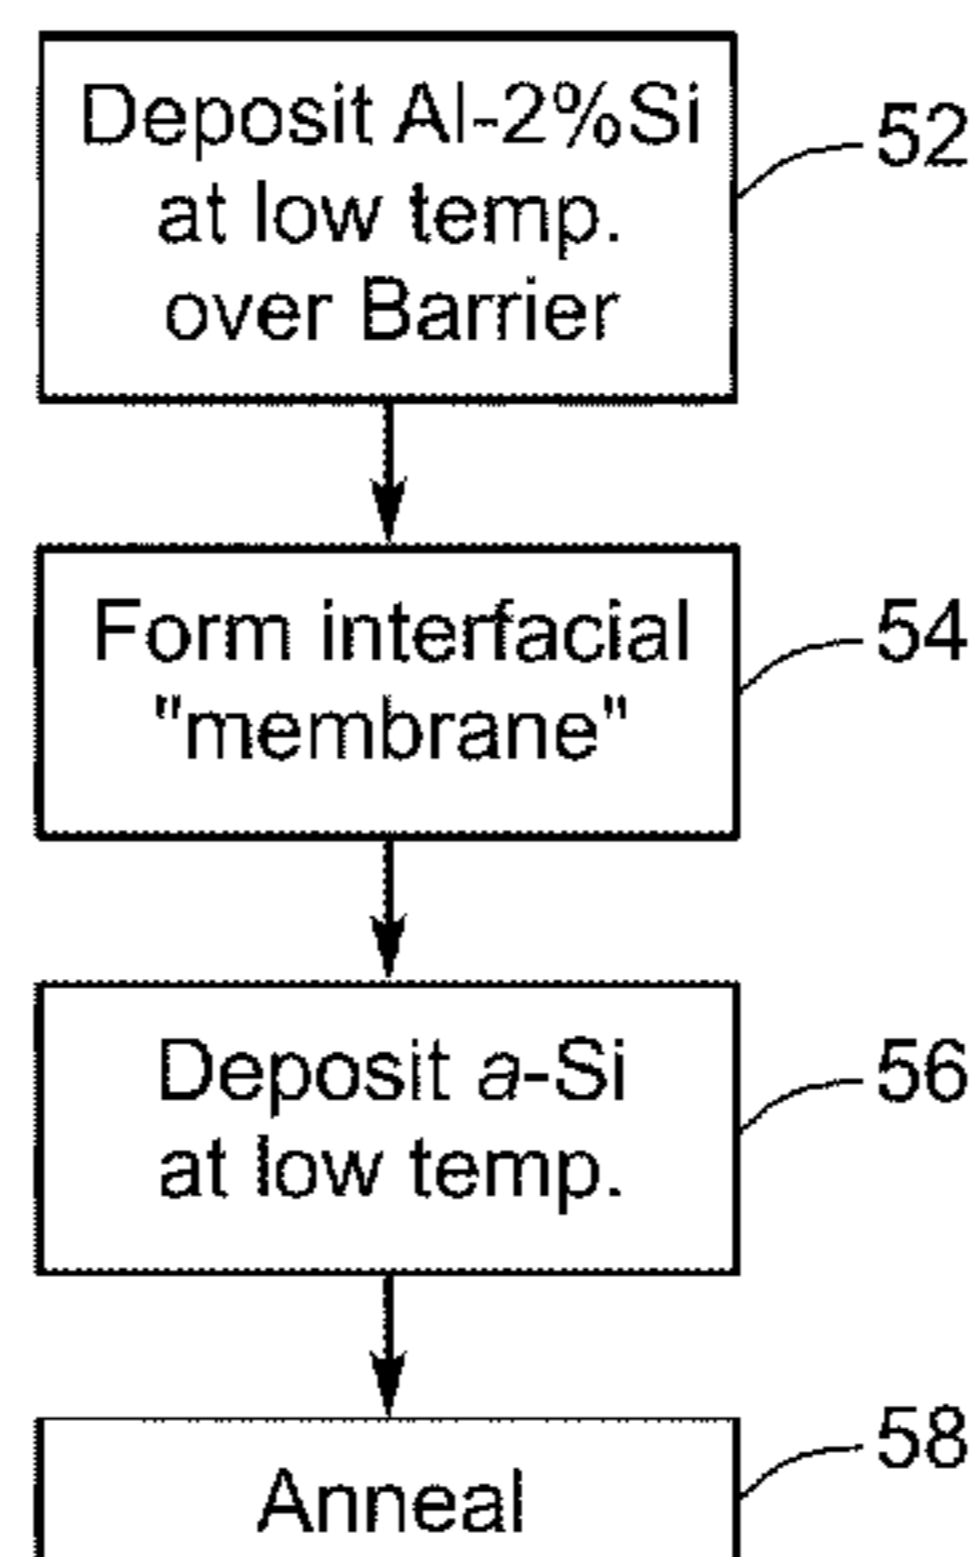 Deposit Al-2%Si
at low temp.
over Barrier
52
Form interfacial
"membrane"
54
Deposit a-Si
at low temp.
56
Anneal
58